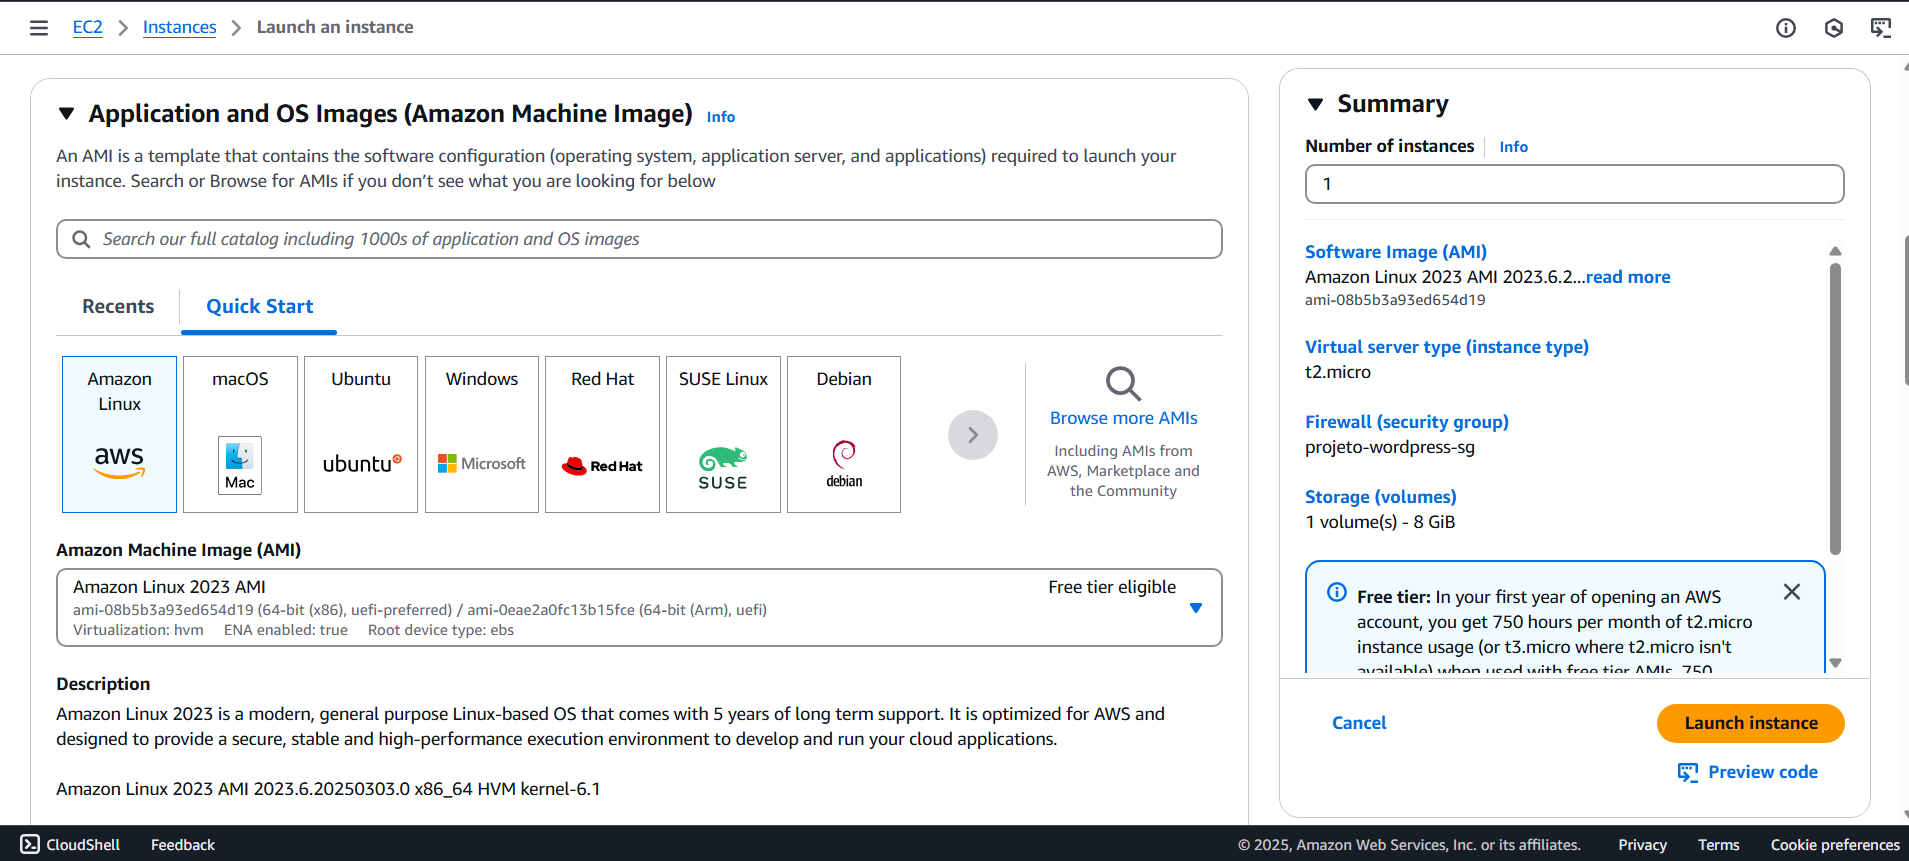 EC2 > Instances > Launch an instance
Application and OS Images (Amazon Machine Image) Info
An AMI is a template that contains the software configuration (operating system, application server, and applications) required to launch your
instance. Search or Browse for AMIs if you don’t see what you are looking for below
Search our full catalog including 1000s of application and OS images
Recents
Quick Start
Amazon
Linux
aws
macOS
Mac
Ubuntu
ubuntu
Windows
Microsoft
Red Hat
Red Hat
SUSE Linux
SUSE
Debian
debian
Browse more AMIs
Including AMIs from
AWS, Marketplace and
the Community
Amazon Machine Image (AMI)
Amazon Linux 2023 AMI
Free tier eligible
ami-08b5b3a93ed654d19 (64-bit (x86), uefi-preferred) / ami-0eae2a0fc13b15fce (64-bit (Arm), uefi)
Virtualization: hvm ENA enabled: true Root device type: ebs
Description
Amazon Linux 2023 is a modern, general purpose Linux-based OS that comes with 5 years of long term support. It is optimized for AWS and
designed to provide a secure, stable and high-performance execution environment to develop and run your cloud applications.
Amazon Linux 2023 AMI 2023.6.20250303.0 x86_64 HVM kernel-6.1
Summary
Number of instances Info
1
Software Image (AMI)
Amazon Linux 2023 AMI 2023.6.2...read more
ami-08b5b3a93ed654d19
Virtual server type (instance type)
t2.micro
Firewall (security group)
projeto-wordpress-sg
Storage (volumes)
1 volume(s) - 8 GiB
Free tier: In your first year of opening an AWS
account, you get 750 hours per month of t2.micro
instance usage (or t3.micro where t2.micro isn't
available) when used with free tier AMIs, 750
Cancel
Launch instance
Preview code
CloudShell Feedback
© 2025, Amazon Web Services, Inc. or its affiliates. Privacy Terms Cookie preferences